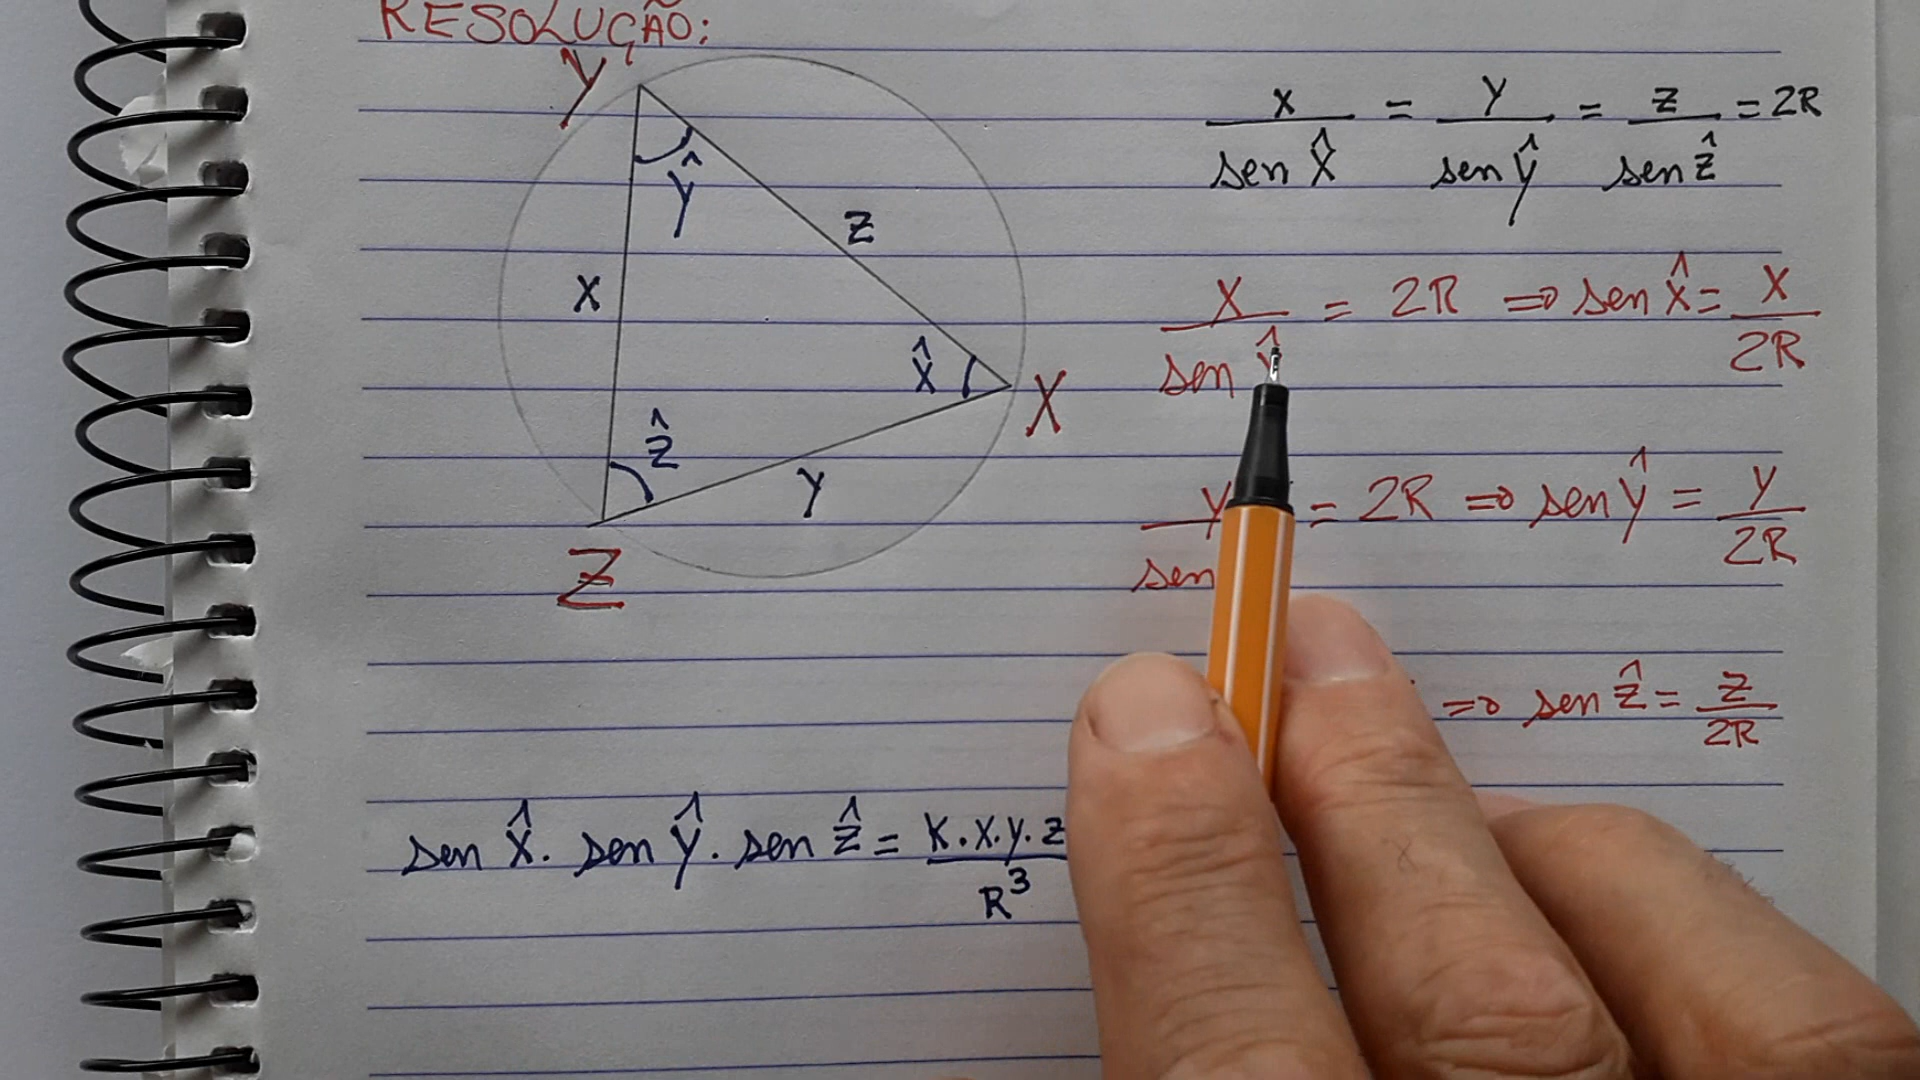 RESOLUÇÃO:
Y
x / sen X̂ = y / sen Ŷ = z / sen Ẑ = 2R
Ŷ
z
x
x / sen = 2R ⇒ sen X̂ = x / 2R
X̂
X
Ẑ
y
y / sen = 2R ⇒ sen Ŷ = y / 2R
Z
⇒ sen Ẑ = z / 2R
sen X̂ . sen Ŷ . sen Ẑ = K.x.y.z / R³